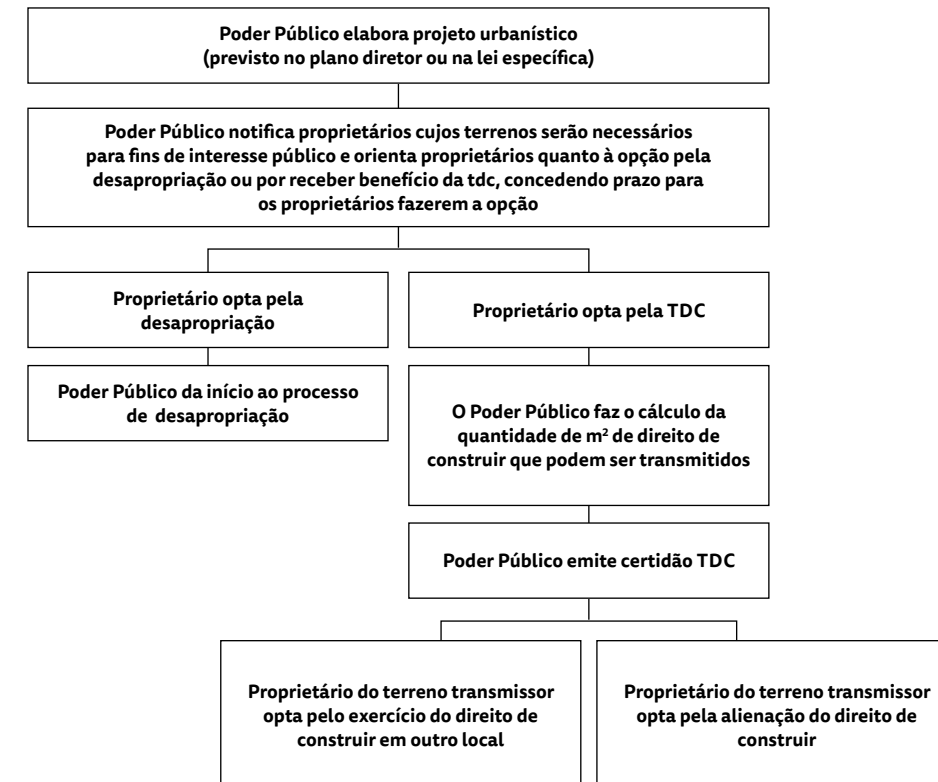 Poder Público elabora projeto urbanístico
(previsto no plano diretor ou na lei específica)
Poder Público notifica proprietários cujos terrenos serão necessários
para fins de interesse público e orienta proprietários quanto à opção pela
desapropriação ou por receber benefício da tdc, concedendo prazo para
os proprietários fazerem a opção
Proprietário opta pela
desapropriação
Proprietário opta pela TDC
Poder Público da início ao processo
de desapropriação
O Poder Público faz o cálculo da
quantidade de m² de direito de
construir que podem ser transmitidos
Poder Público emite certidão TDC
Proprietário do terreno transmissor
opta pelo exercício do direito de
construir em outro local
Proprietário do terreno transmissor
opta pela alienação do direito de
construir